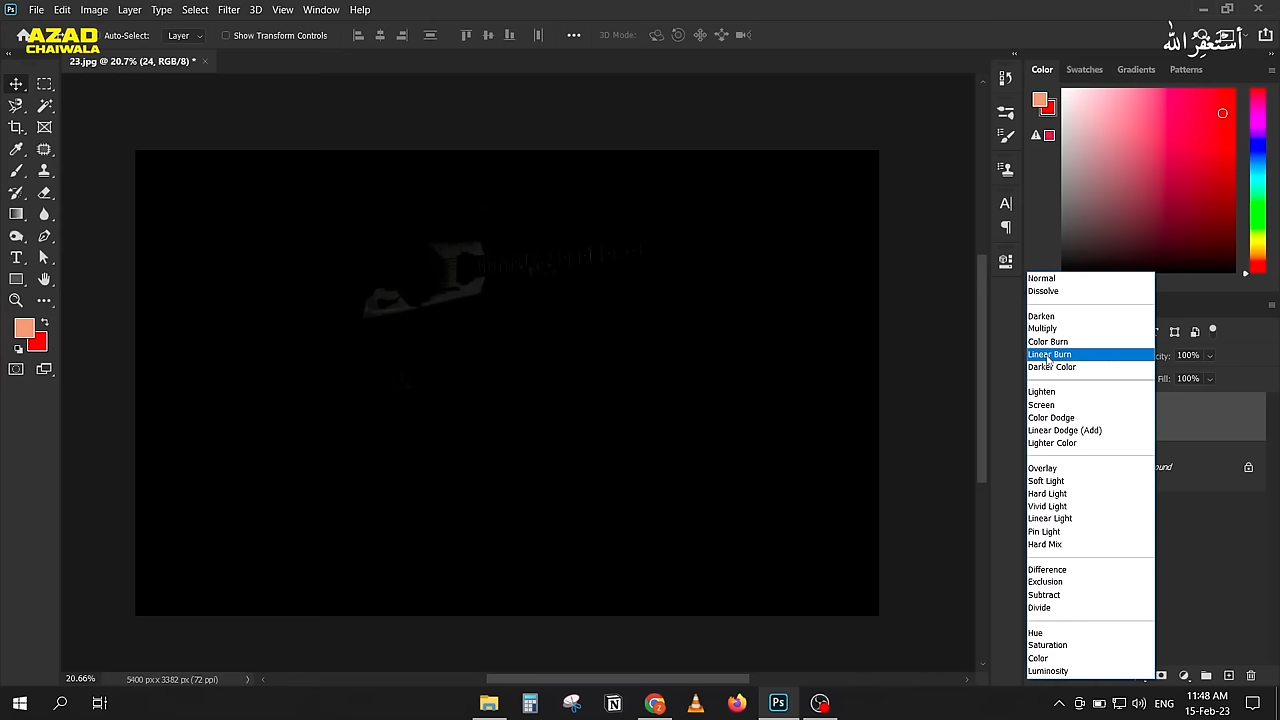 Ps File Edit Image Layer Type Select Filter 3D View Window Help
AZAD
CHAIWALA
Auto-Select: Layer Show Transform Controls 3D Mode:
أستغفر الله
23.jpg @ 20.7% (24, RGB/8) *
Color Swatches Gradients Patterns
Normal
Dissolve
Darken
Multiply
Color Burn
Linear Burn
Darker Color
Lighten
Screen
Color Dodge
Linear Dodge (Add)
Lighter Color
Overlay
Soft Light
Hard Light
Vivid Light
Linear Light
Pin Light
Hard Mix
Difference
Exclusion
Subtract
Divide
Hue
Saturation
Color
Luminosity
100%
Fill: 100%
20.66% 5400 px x 3382 px (72 ppi)
Ps
ENG
11:48 AM
15-Feb-23